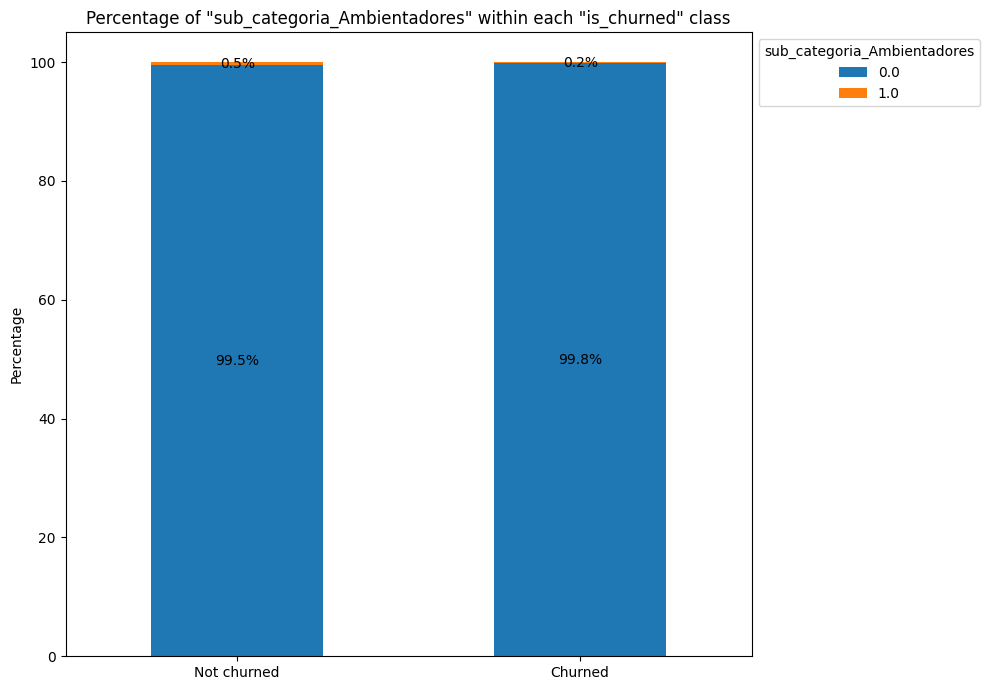 Percentage of "sub_categoria_Ambientadores" within each "is_churned" class
sub_categoria_Ambientadores
0.0
1.0
Percentage
100
80
60
40
20
0
0.5%
0.2%
99.5%
99.8%
Not churned
Churned